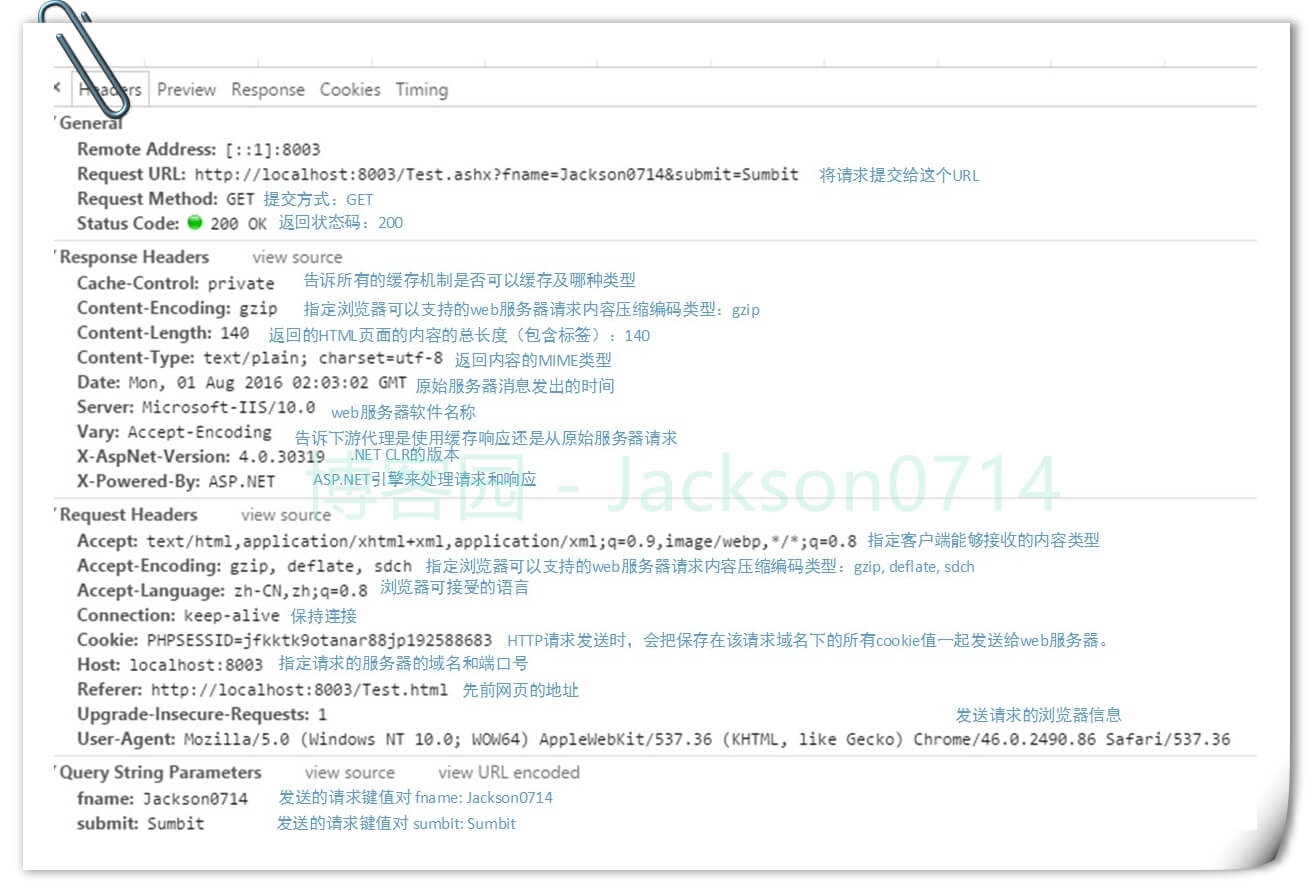 × Headers Preview Response Cookies Timing
General
Remote Address: [::1]:8003
Request URL: http://localhost:8003/Test.ashx?fname=Jackson0714&submit=Sumbit 将请求提交给这个URL
Request Method: GET 提交方式：GET
Status Code: 200 OK 返回状态码：200
Response Headers view source
Cache-Control: private 告诉所有的缓存机制是否可以缓存及哪种类型
Content-Encoding: gzip 指定浏览器可以支持的web服务器请求内容压缩编码类型：gzip
Content-Length: 140 返回的HTML页面的内容的总长度（包含标签）：140
Content-Type: text/plain; charset=utf-8 返回内容的MIME类型
Date: Mon, 01 Aug 2016 02:03:02 GMT 原始服务器消息发出的时间
Server: Microsoft-IIS/10.0 web服务器软件名称
Vary: Accept-Encoding 告诉下游代理是使用缓存响应还是从原始服务器请求
X-AspNet-Version: 4.0.30319 .NET CLR的版本
X-Powered-By: ASP.NET ASP.NET引擎来处理请求和响应
博客园 - Jackson0714
Request Headers view source
Accept: text/html,application/xhtml+xml,application/xml;q=0.9,image/webp,*/*;q=0.8 指定客户端能够接收的内容类型
Accept-Encoding: gzip, deflate, sdch 指定浏览器可以支持的web服务器请求内容压缩编码类型：gzip, deflate, sdch
Accept-Language: zh-CN,zh;q=0.8 浏览器可接受的语言
Connection: keep-alive 保持连接
Cookie: PHPSESSID=jfkktk9otanar88jp192588683 HTTP请求发送时，会把保存在该请求域名下的所有cookie值一起发送给web服务器。
Host: localhost:8003 指定请求的服务器的域名和端口号
Referer: http://localhost:8003/Test.html 先前网页的地址
Upgrade-Insecure-Requests: 1 发送请求的浏览器信息
User-Agent: Mozilla/5.0 (Windows NT 10.0; WOW64) AppleWebKit/537.36 (KHTML, like Gecko) Chrome/46.0.2490.86 Safari/537.36
Query String Parameters view source view URL encoded
fname: Jackson0714 发送的请求键值对 fname: Jackson0714
submit: Sumbit 发送的请求键值对 sumbit: Sumbit